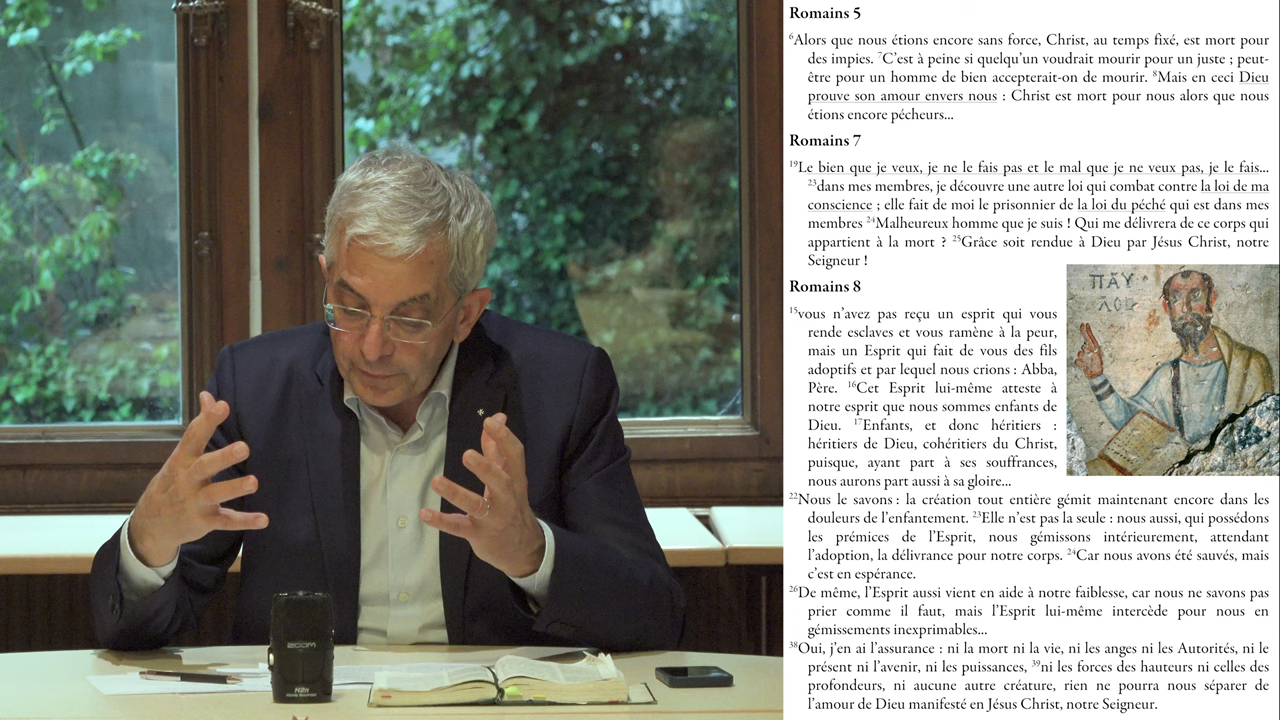 Romains 5
⁶Alors que nous étions encore sans force, Christ, au temps fixé, est mort pour
des impies. ⁷C'est à peine si quelqu'un voudrait mourir pour un juste ; peut-
être pour un homme de bien accepterait-on de mourir. ⁸Mais en ceci Dieu
prouve son amour envers nous : Christ est mort pour nous alors que nous
étions encore pécheurs...
Romains 7
¹⁹Le bien que je veux, je ne le fais pas et le mal que je ne veux pas, je le fais...
²³dans mes membres, je découvre une autre loi qui combat contre la loi de ma
conscience ; elle fait de moi le prisonnier de la loi du péché qui est dans mes
membres ²⁴Malheureux homme que je suis ! Qui me délivrera de ce corps qui
appartient à la mort ? ²⁵Grâce soit rendue à Dieu par Jésus Christ, notre
Seigneur !
Romains 8
¹⁵vous n'avez pas reçu un esprit qui vous
rende esclaves et vous ramène à la peur,
mais un Esprit qui fait de vous des fils
adoptifs et par lequel nous crions : Abba,
Père. ¹⁶Cet Esprit lui-même atteste à
notre esprit que nous sommes enfants de
Dieu. ¹⁷Enfants, et donc héritiers :
héritiers de Dieu, cohéritiers du Christ,
puisque, ayant part à ses souffrances,
nous aurons part aussi à sa gloire...
ΠΑΥ
ΛΟϹ
²²Nous le savons : la création tout entière gémit maintenant encore dans les
douleurs de l'enfantement. ²³Elle n'est pas la seule : nous aussi, qui possédons
les prémices de l'Esprit, nous gémissons intérieurement, attendant
l'adoption, la délivrance pour notre corps. ²⁴Car nous avons été sauvés, mais
c'est en espérance.
²⁶De même, l'Esprit aussi vient en aide à notre faiblesse, car nous ne savons pas
prier comme il faut, mais l'Esprit lui-même intercède pour nous en
gémissements inexprimables...
³⁸Oui, j'en ai l'assurance : ni la mort ni la vie, ni les anges ni les Autorités, ni le
présent ni l'avenir, ni les puissances, ³⁹ni les forces des hauteurs ni celles des
profondeurs, ni aucune autre créature, rien ne pourra nous séparer de
l'amour de Dieu manifesté en Jésus Christ, notre Seigneur.
zoom
H2n